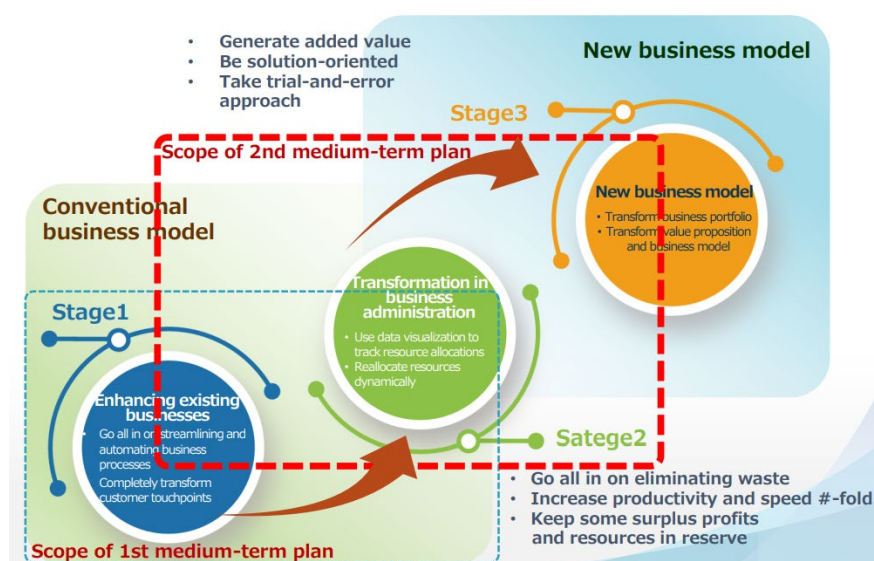 • Generate added value
• Be solution-oriented
• Take trial-and-error
approach
New business model
Stage3
Scope of 2nd medium-term plan
New business model
• Transform business portfolio
• Transform value proposition
and business model
Conventional
business model
Transformation in
business
administration
• Use data visualization to
track resource allocations
• Reallocate resources
dynamically
Stage1
Enhancing existing
businesses
• Go all in on streamlining and
automating business
processes
Completely transform
customer touchpoints
Satege2
• Go all in on eliminating waste
• Increase productivity and speed #-fold
• Keep some surplus profits
and resources in reserve
Scope of 1st medium-term plan